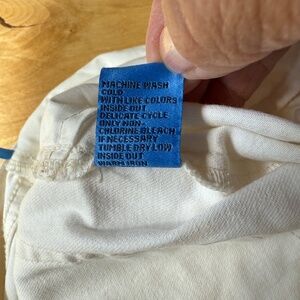 MACHINE WASH
COLD
WITH LIKE COLORS
INSIDE OUT
DELICATE CYCLE
ONLY NON-
CHLORINE BLEACH
IF NECESSARY
TUMBLE DRY LOW
INSIDE OUT
WARM IRON